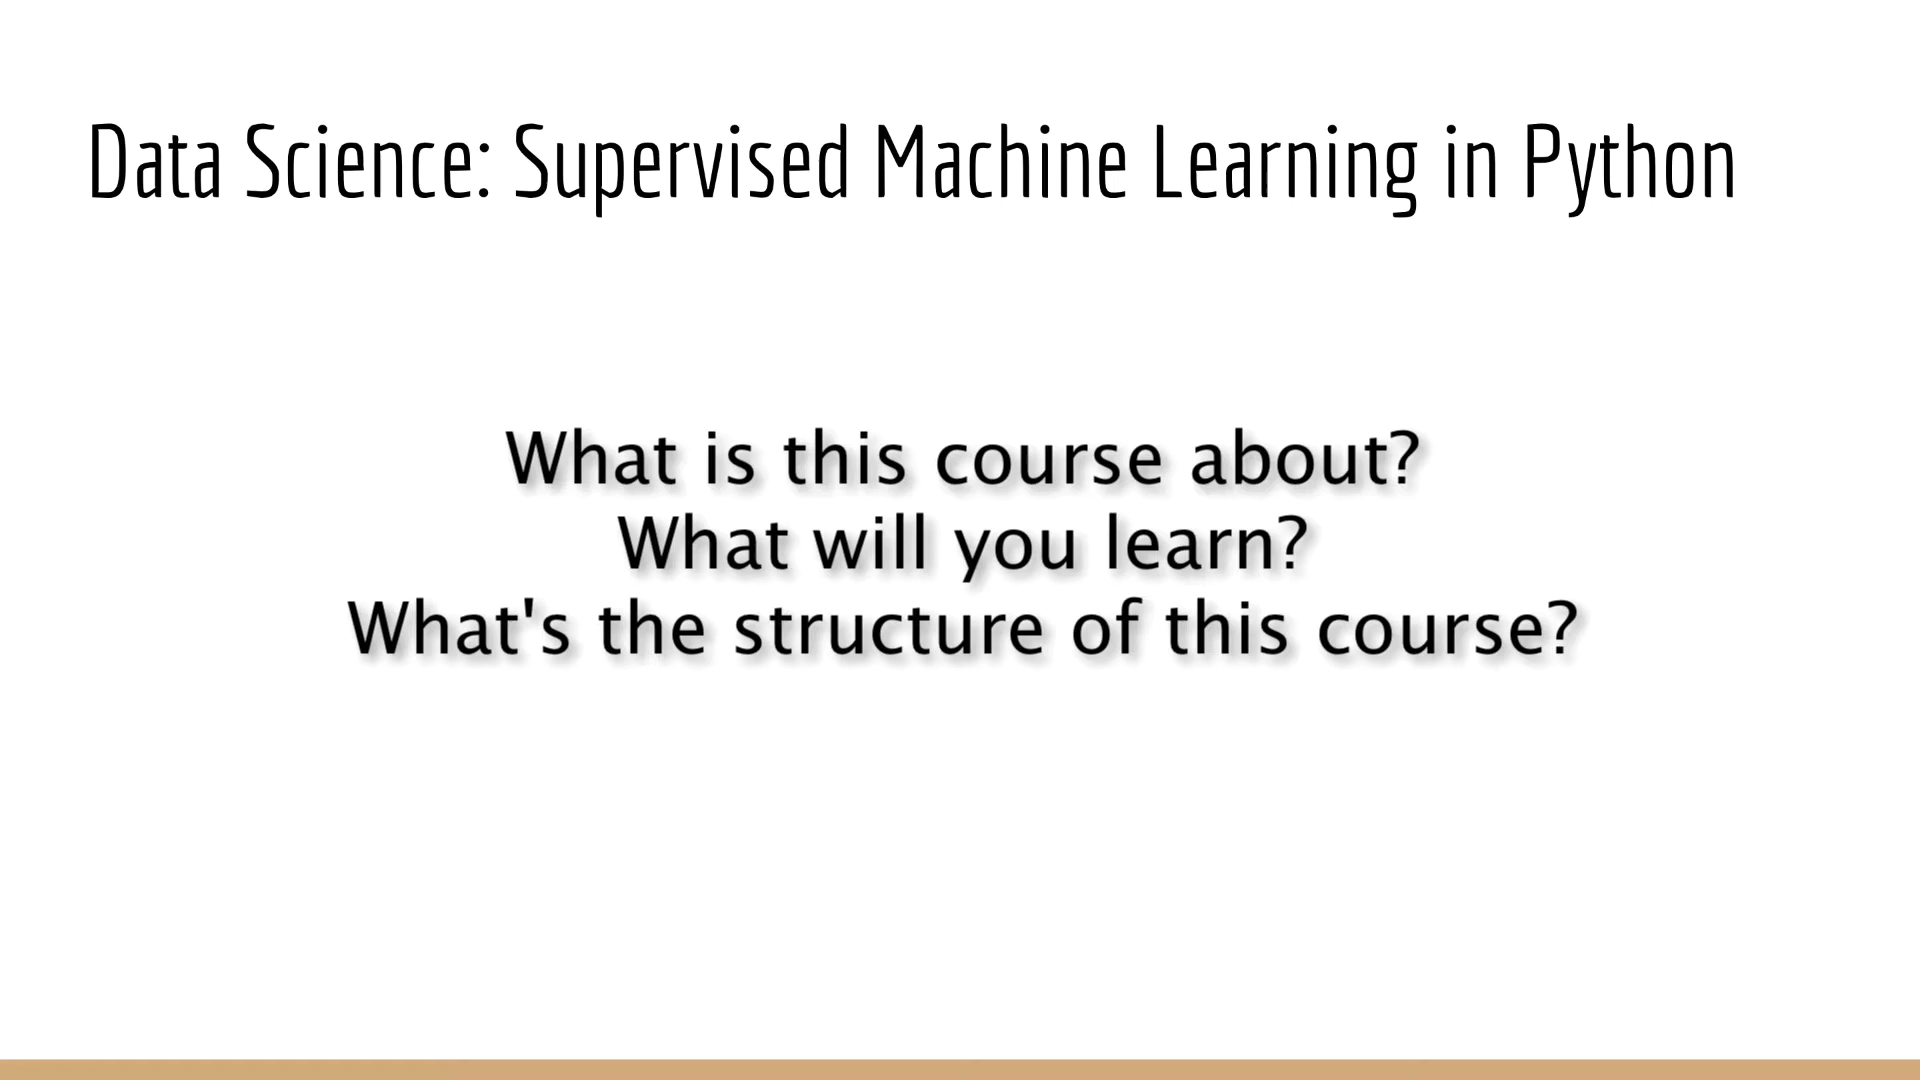 Data Science: Supervised Machine Learning in Python
What is this course about?
What will you learn?
What's the structure of this course?